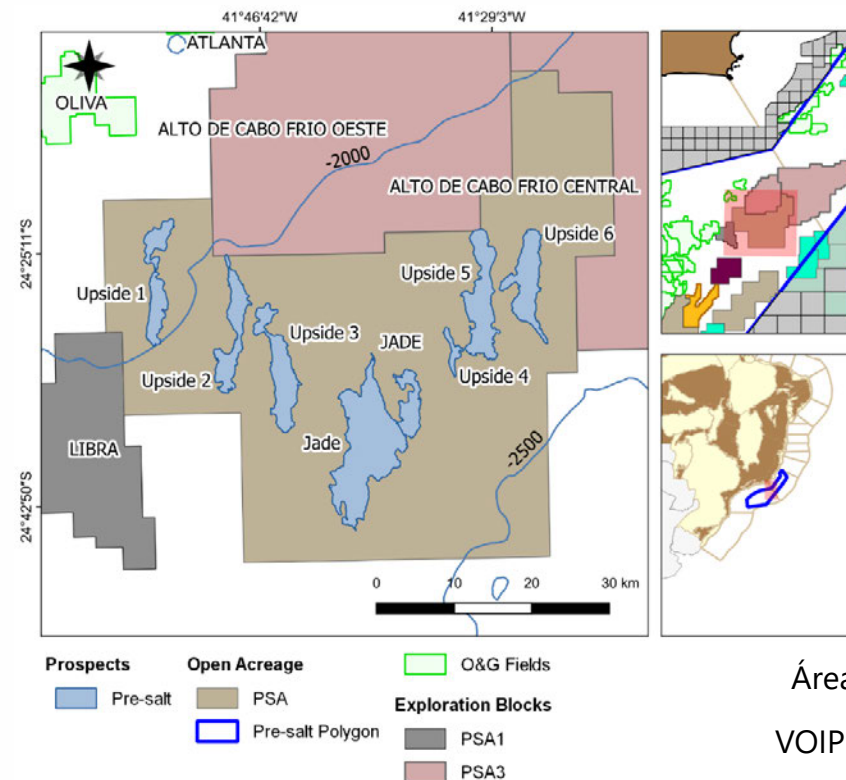 41°46'42"W
41°29'3"W
ATLANTA
OLIVA
ALTO DE CABO FRIO OESTE
-2000
ALTO DE CABO FRIO CENTRAL
24°25'11"S
Upside 6
Upside 5
Upside 1
Upside 3
JADE
Upside 2
Upside 4
Jade
LIBRA
-2500
24°42'50"S
0 10 20 30 km
Prospects
Pre-salt
Open Acreage
PSA
Pre-salt Polygon
O&G Fields
Exploration Blocks
PSA1
PSA3
Área
VOIP